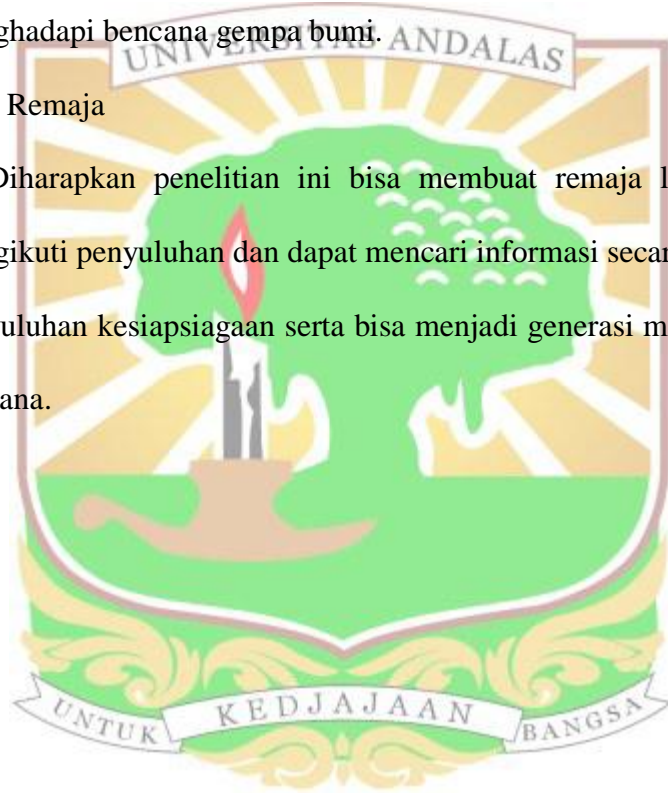 ghadapi bencana gempa bumi.
UNIVERSITAS ANDALAS
Remaja
Diharapkan penelitian ini bisa membuat remaja l
gikuti penyuluhan dan dapat mencari informasi secar
uluhan kesiapsiagaan serta bisa menjadi generasi m
ana.
UNTUK KEDJAJAAN BANGSA